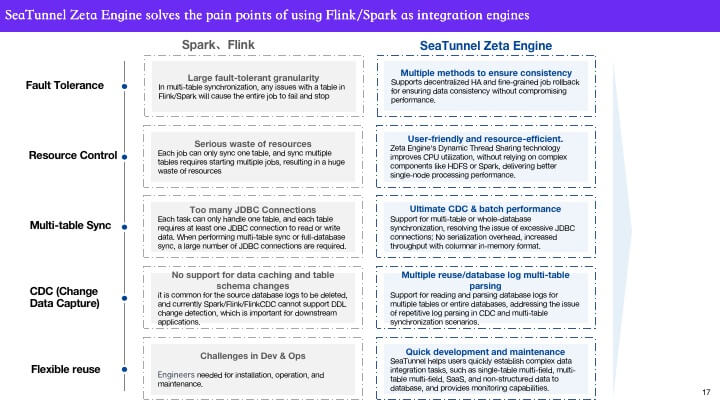 SeaTunnel Zeta Engine solves the pain points of using Flink/Spark as integration engines
Spark、Flink
SeaTunnel Zeta Engine
Fault Tolerance
Large fault-tolerant granularity
In multi-table synchronization, any issues with a table in
Flink/Spark will cause the entire job to fail and stop
Multiple methods to ensure consistency
Supports decentralized HA and fine-grained job rollback
for ensuring data consistency without compromising
performance.
Resource Control
Serious waste of resources
Each job can only sync one table, and sync multiple
tables requires starting multiple jobs, resulting in a huge
waste of resources
User-friendly and resource-efficient.
Zeta Engine's Dynamic Thread Sharing technology
improves CPU utilization, without relying on complex
components like HDFS or Spark, delivering better
single-node processing performance.
Multi-table Sync
Too many JDBC Connections
Each task can only handle one table, and each table
requires at least one JDBC connection to read or write
data. When performing multi-table sync or full-database
sync, a large number of JDBC connections are required.
Ultimate CDC & batch performance
Support for multi-table or whole-database
synchronization, resolving the issue of excessive JDBC
connections; No serialization overhead, increased
throughput with columnar in-memory format.
CDC (Change
Data Capture)
No support for data caching and table
schema changes
it is common for the source database logs to be deleted,
and currently Spark/Flink/FlinkCDC cannot support DDL
change detection, which is important for downstream
applications.
Multiple reuse/database log multi-table
parsing
Support for reading and parsing database logs for
multiple tables or entire databases, addressing the issue
of repetitive log parsing in CDC and multi-table
synchronization scenarios.
Flexible reuse
Challenges in Dev & Ops
Engineers needed for installation, operation, and
maintenance.
Quick development and maintenance
SeaTunnel helps users quickly establish complex data
integration tasks, such as single-table multi-field, multi-
table multi-field, SaaS, and non-structured data to
database, and provides monitoring capabilities.
17